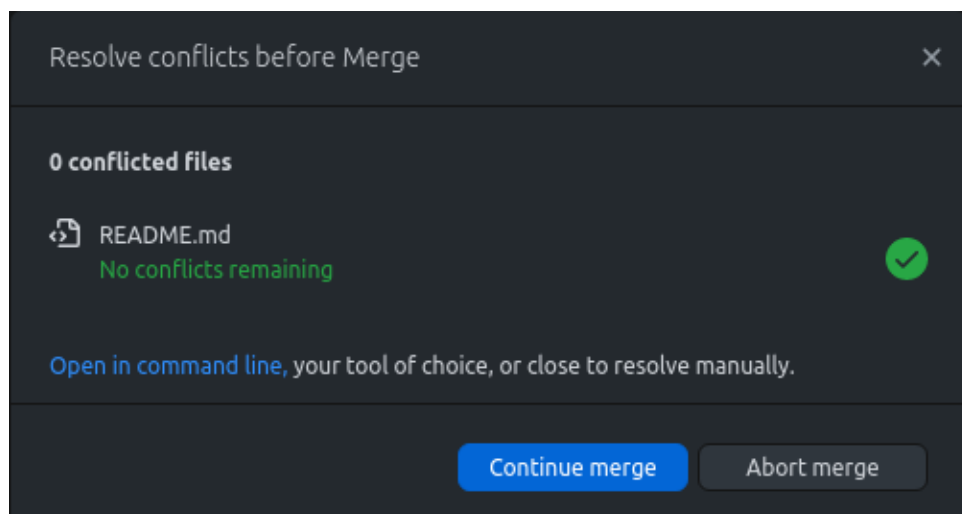 Resolve conflicts before Merge
0 conflicted files
README.md
No conflicts remaining
Open in command line, your tool of choice, or close to resolve manually.
Continue merge
Abort merge